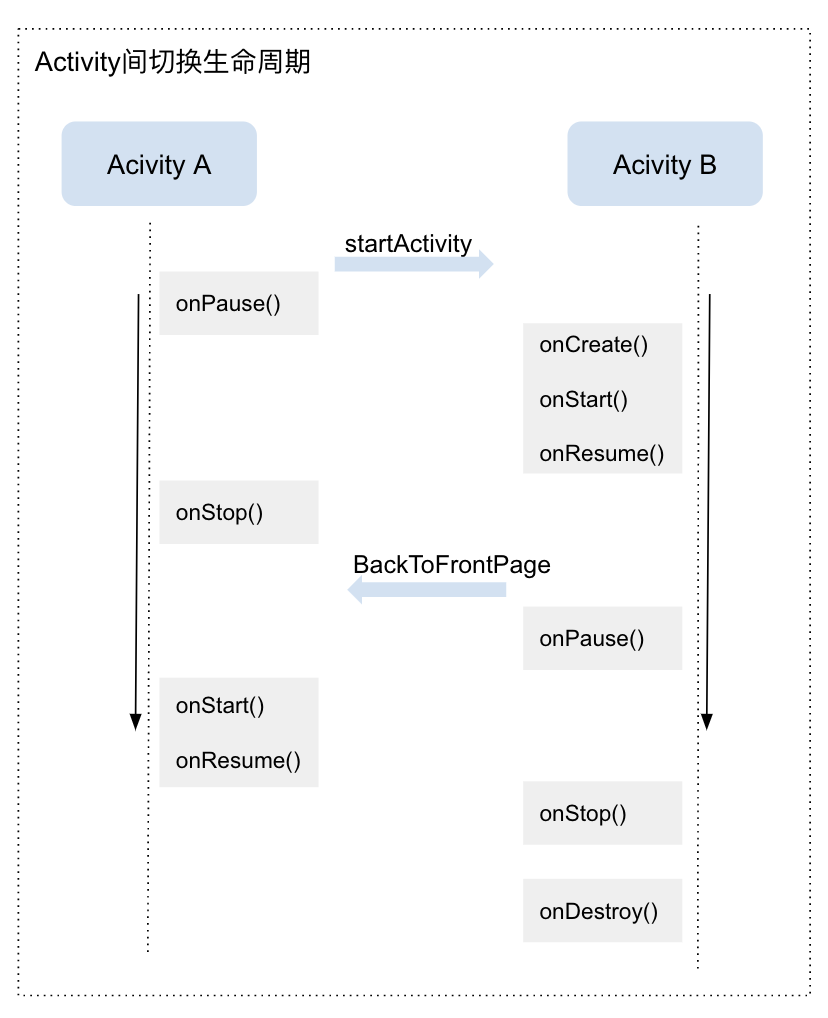 Activity间切换生命周期
Acivity A
Acivity B
startActivity
onPause()
onCreate()
onStart()
onResume()
onStop()
BackToFrontPage
onPause()
onStart()
onResume()
onStop()
onDestroy()